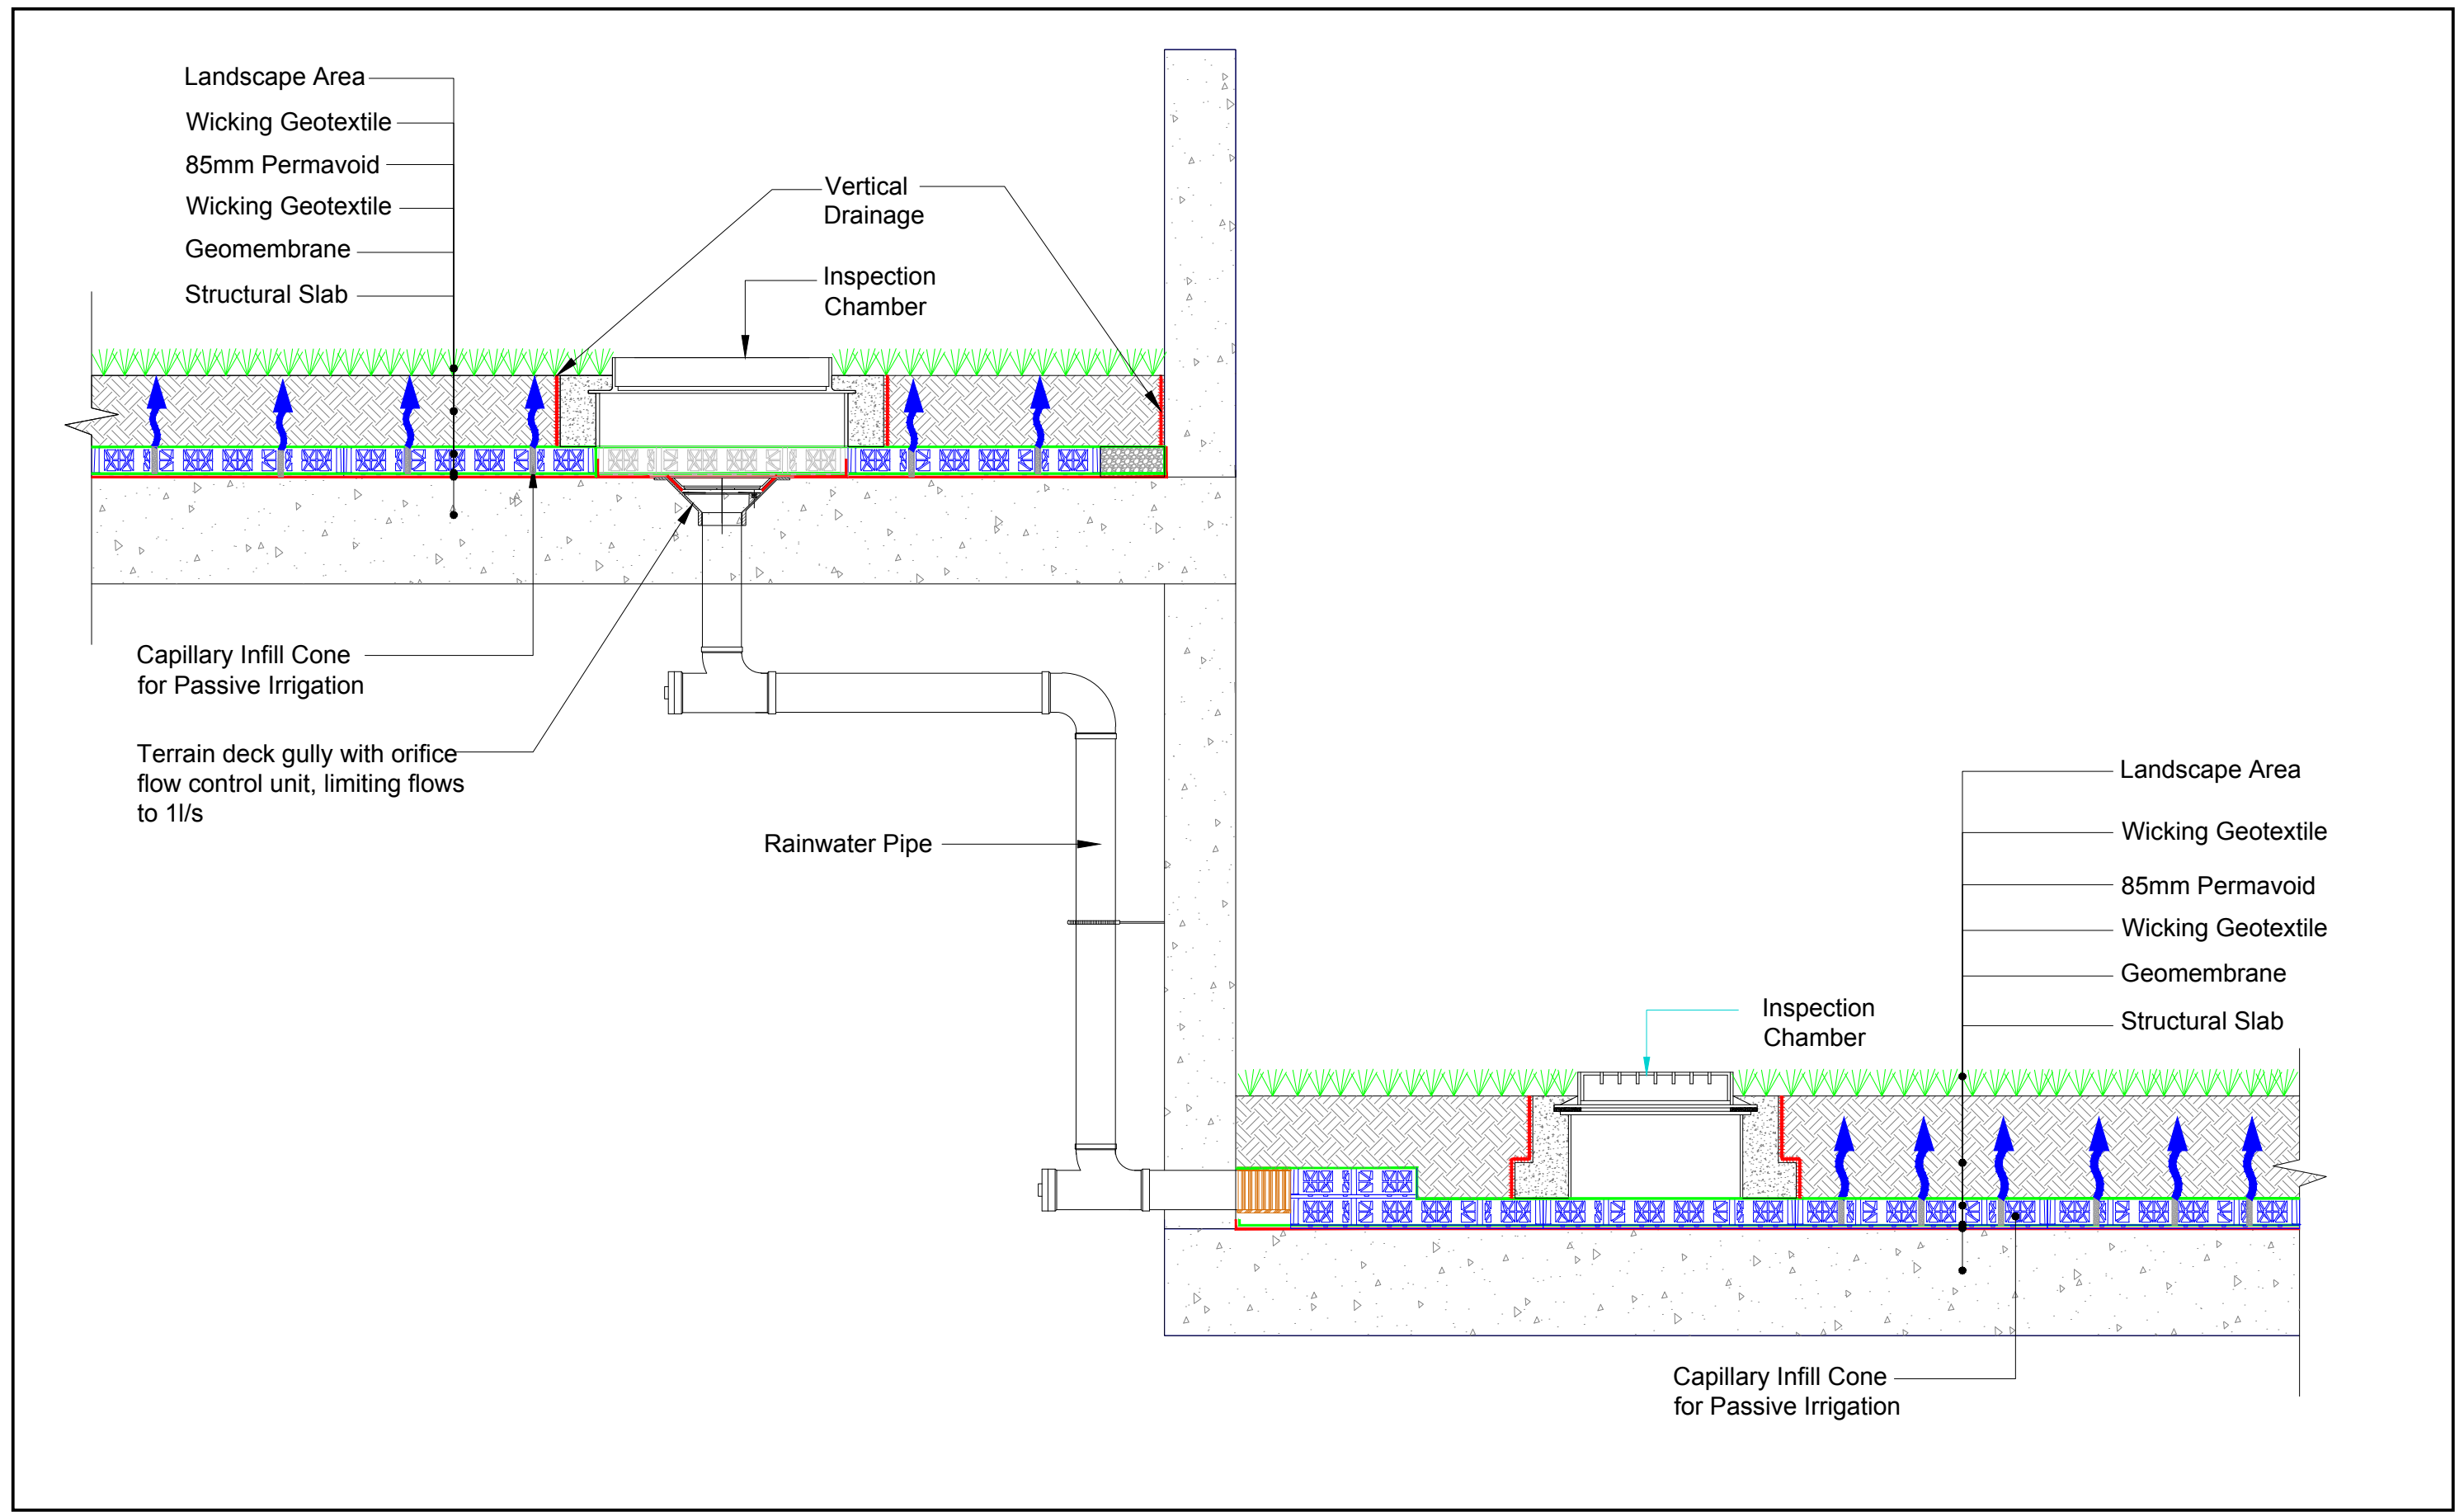 Landscape Area
Wicking Geotextile
85mm Permavoid
Wicking Geotextile
Geomembrane
Structural Slab
Vertical
Drainage
Inspection
Chamber
Capillary Infill Cone
for Passive Irrigation
Terrain deck gully with orifice
flow control unit, limiting flows
to 1l/s
Rainwater Pipe
Landscape Area
Wicking Geotextile
85mm Permavoid
Wicking Geotextile
Geomembrane
Structural Slab
Inspection
Chamber
Capillary Infill Cone
for Passive Irrigation